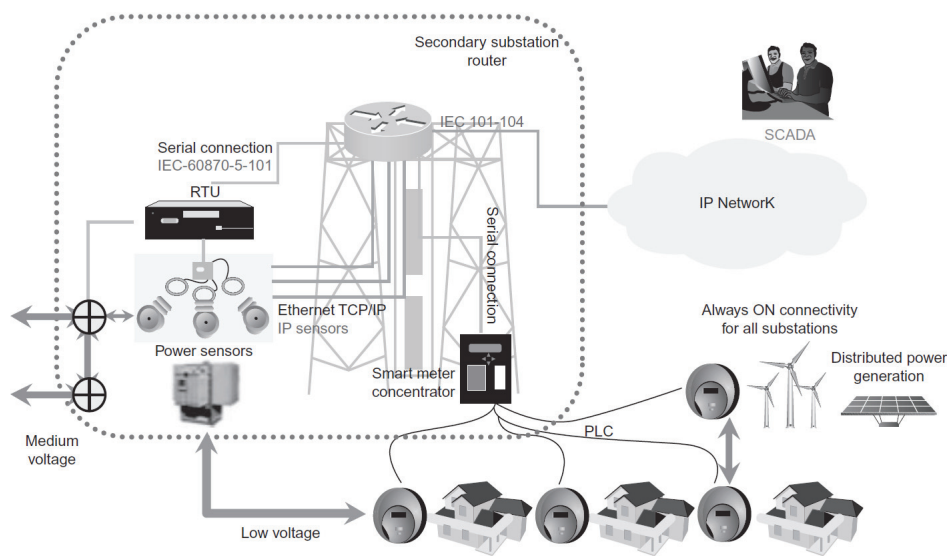 Secondary substation
router
IEC 101-104
SCADA
Serial connection
IEC-60870-5-101
RTU
IP NetworK
Serial connection
Ethernet TCP/IP
IP sensors
Power sensors
Always ON connectivity
for all substations
Distributed power
generation
Smart meter
concentrator
Medium
voltage
PLC
Low voltage